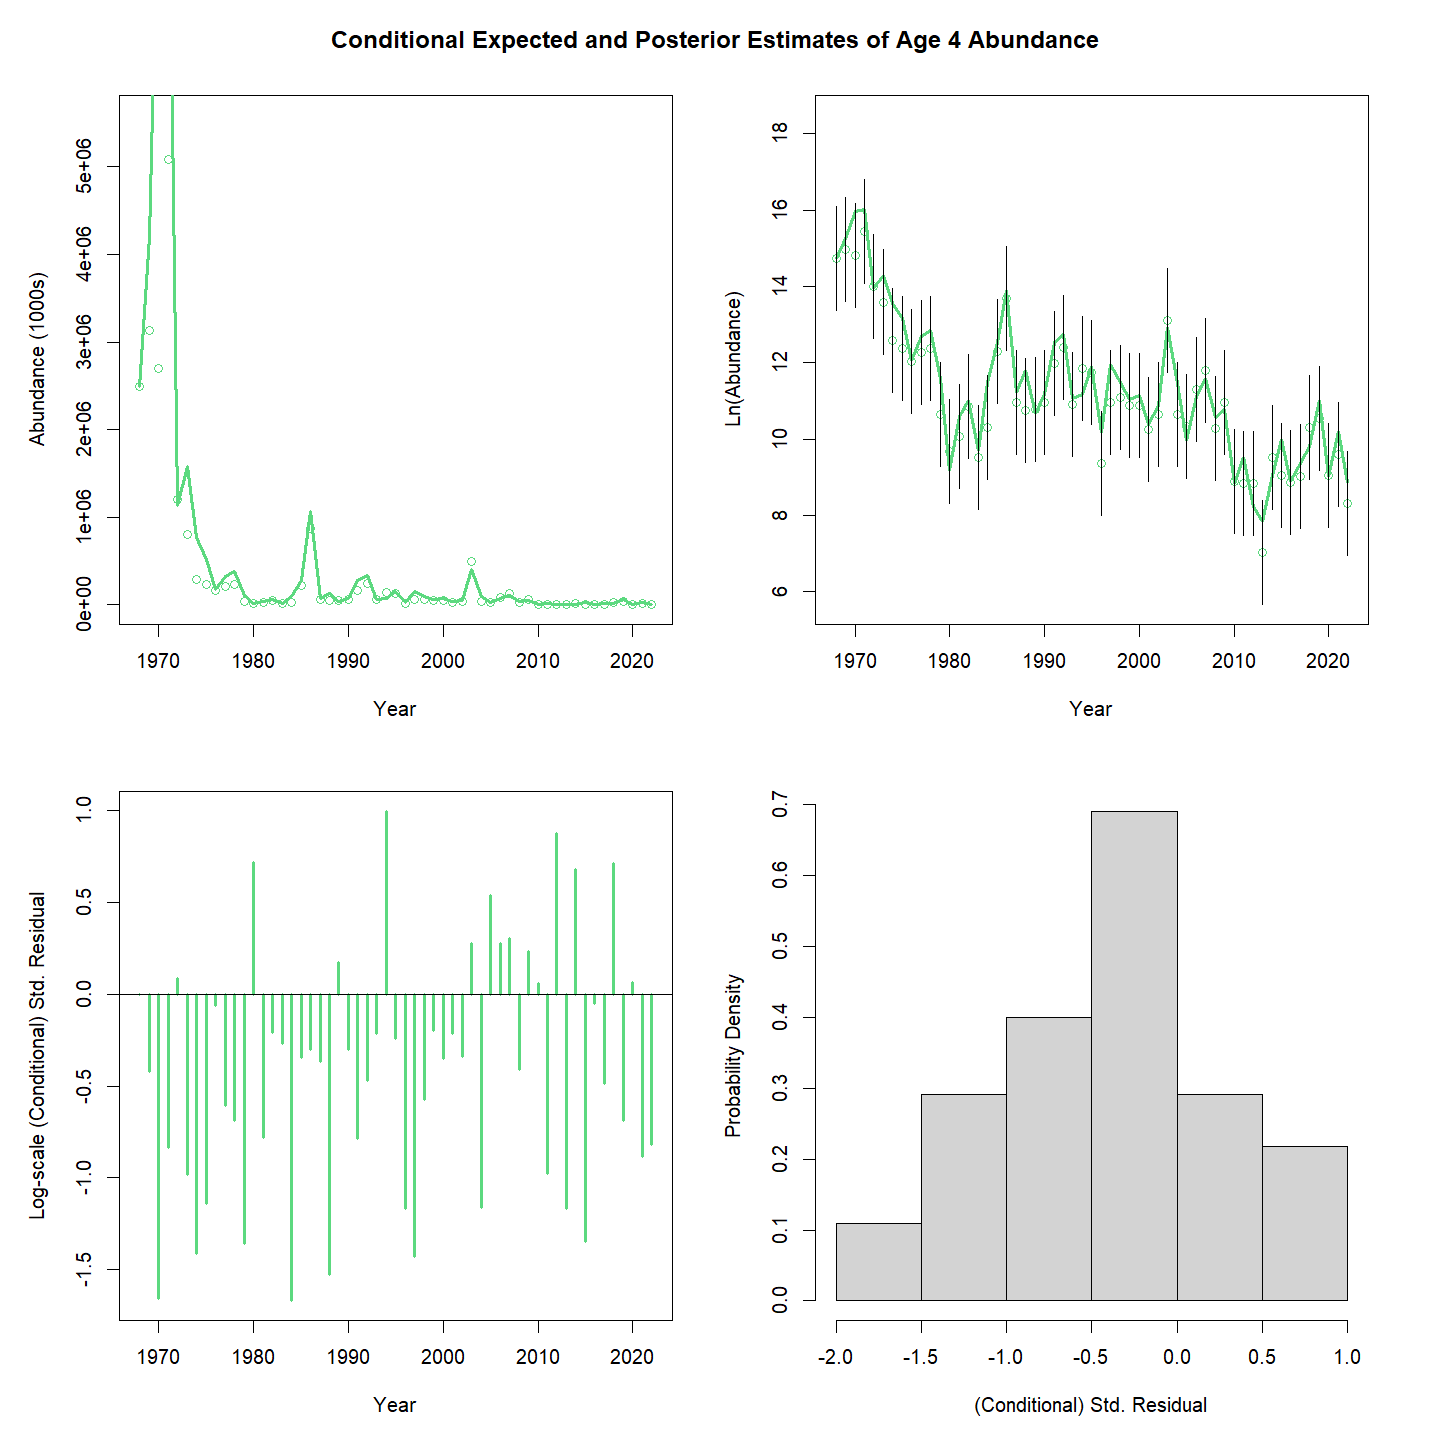 Conditional Expected and Posterior Estimates of Age 4 Abundance
Abundance (1000s)
0e+00 1e+06 2e+06 3e+06 4e+06 5e+06
1970 1980 1990 2000 2010 2020
Year
Ln(Abundance)
6 8 10 12 14 16 18
1970 1980 1990 2000 2010 2020
Year
Log-scale (Conditional) Std. Residual
-1.5 -1.0 -0.5 0.0 0.5 1.0
1970 1980 1990 2000 2010 2020
Year
Probability Density
0.0 0.1 0.2 0.3 0.4 0.5 0.6 0.7
-2.0 -1.5 -1.0 -0.5 0.0 0.5 1.0
(Conditional) Std. Residual